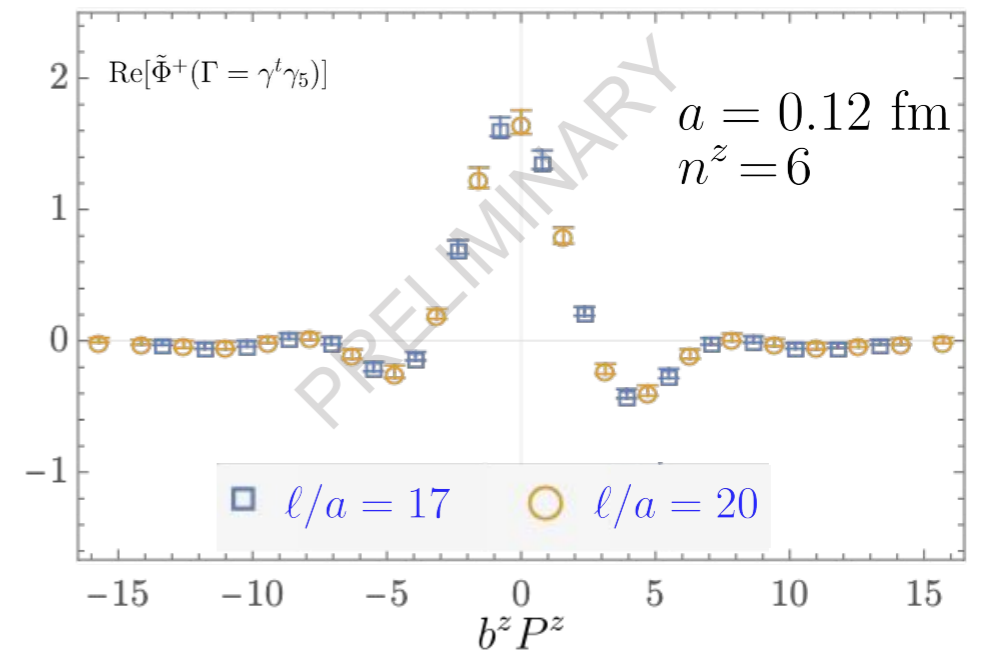 Re[Φ̃⁺(Γ = γᵗγ₅)]
a = 0.12 fm
nᶻ = 6
PRELIMINARY
2
1
0
−1
ℓ/a = 17 ℓ/a = 20
−15 −10 −5 0 5 10 15
bᶻPᶻ